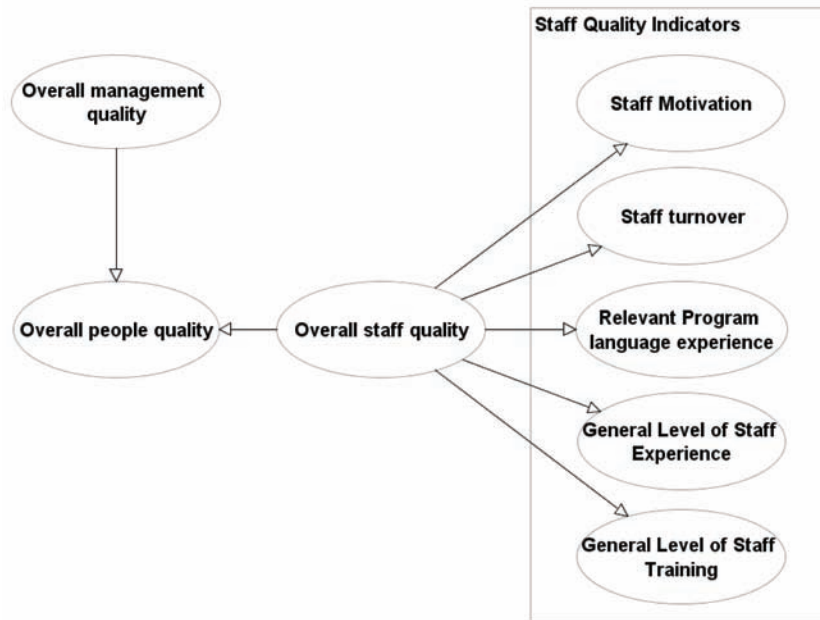 Staff Quality Indicators
Overall management
quality
Staff Motivation
Staff turnover
Overall people quality
Overall staff quality
Relevant Program
language experience
General Level of Staff
Experience
General Level of Staff
Training